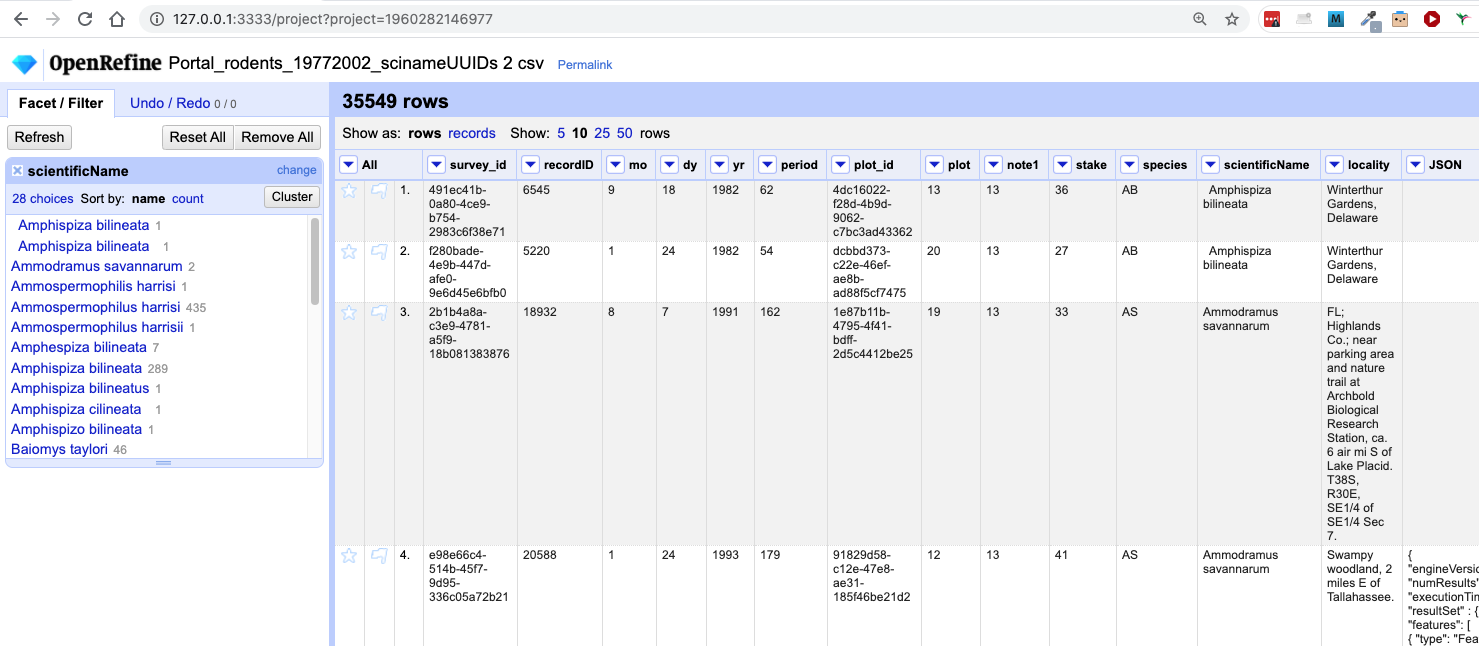 127.0.0.1:3333/project?project=1960282146977
OpenRefine Portal_rodents_19772002_scinameUUIDs 2 csv Permalink
Facet / Filter Undo / Redo 0 / 0
Refresh Reset All Remove All
scientificName change
28 choices Sort by: name count Cluster
Amphispiza bilineata 1
Amphispiza bilineata 1
Ammodramus savannarum 2
Ammospermophilis harrisi 1
Ammospermophilus harrisi 435
Ammospermophilus harrisii 1
Amphespiza bilineata 7
Amphispiza bilineata 289
Amphispiza bilineatus 1
Amphispiza cilineata 1
Amphispizo bilineata 1
Baiomys taylori 46
35549 rows
Show as: rows records Show: 5 10 25 50 rows
All survey_id recordID mo dy yr period plot_id plot note1 stake species scientificName locality JSON
1. 491ec41b- 6545 9 18 1982 62 4dc16022- 13 13 36 AB Amphispiza Winterthur
0a80-4ce9- f28d-4b9d- bilineata Gardens,
b754- 9062- Delaware
2983c6f38e71 c7bc3ad43362
2. f280bade- 5220 1 24 1982 54 dcbbd373- 20 13 27 AB Amphispiza Winterthur
4e9b-447d- c22e-46ef- bilineata Gardens,
afe0- ae8b- Delaware
9e6d45e6bfb0 ad88f5cf7475
3. 2b1b4a8a- 18932 8 7 1991 162 1e87b11b- 19 13 33 AS Ammodramus FL;
c3e9-4781- 4795-4f41- savannarum Highlands
a5f9- bdff- Co.; near
18b081383876 2d5c4412be25 parking area
and nature
trail at
Archbold
Biological
Research
Station, ca.
6 air mi S of
Lake Placid.
T38S,
R30E,
SE1/4 of
SE1/4 Sec
7.
4. e98e66c4- 20588 1 24 1993 179 91829d58- 12 13 41 AS Ammodramus Swampy {
514b-45f7- c12e-47e8- savannarum woodland, 2 "engineVersio
9d95- ae31- miles E of "numResults"
336c05a72b21 185f46be21d2 Tallahassee. "executionTim
"resultSet" : {
"features": [
{ "type": "Fea